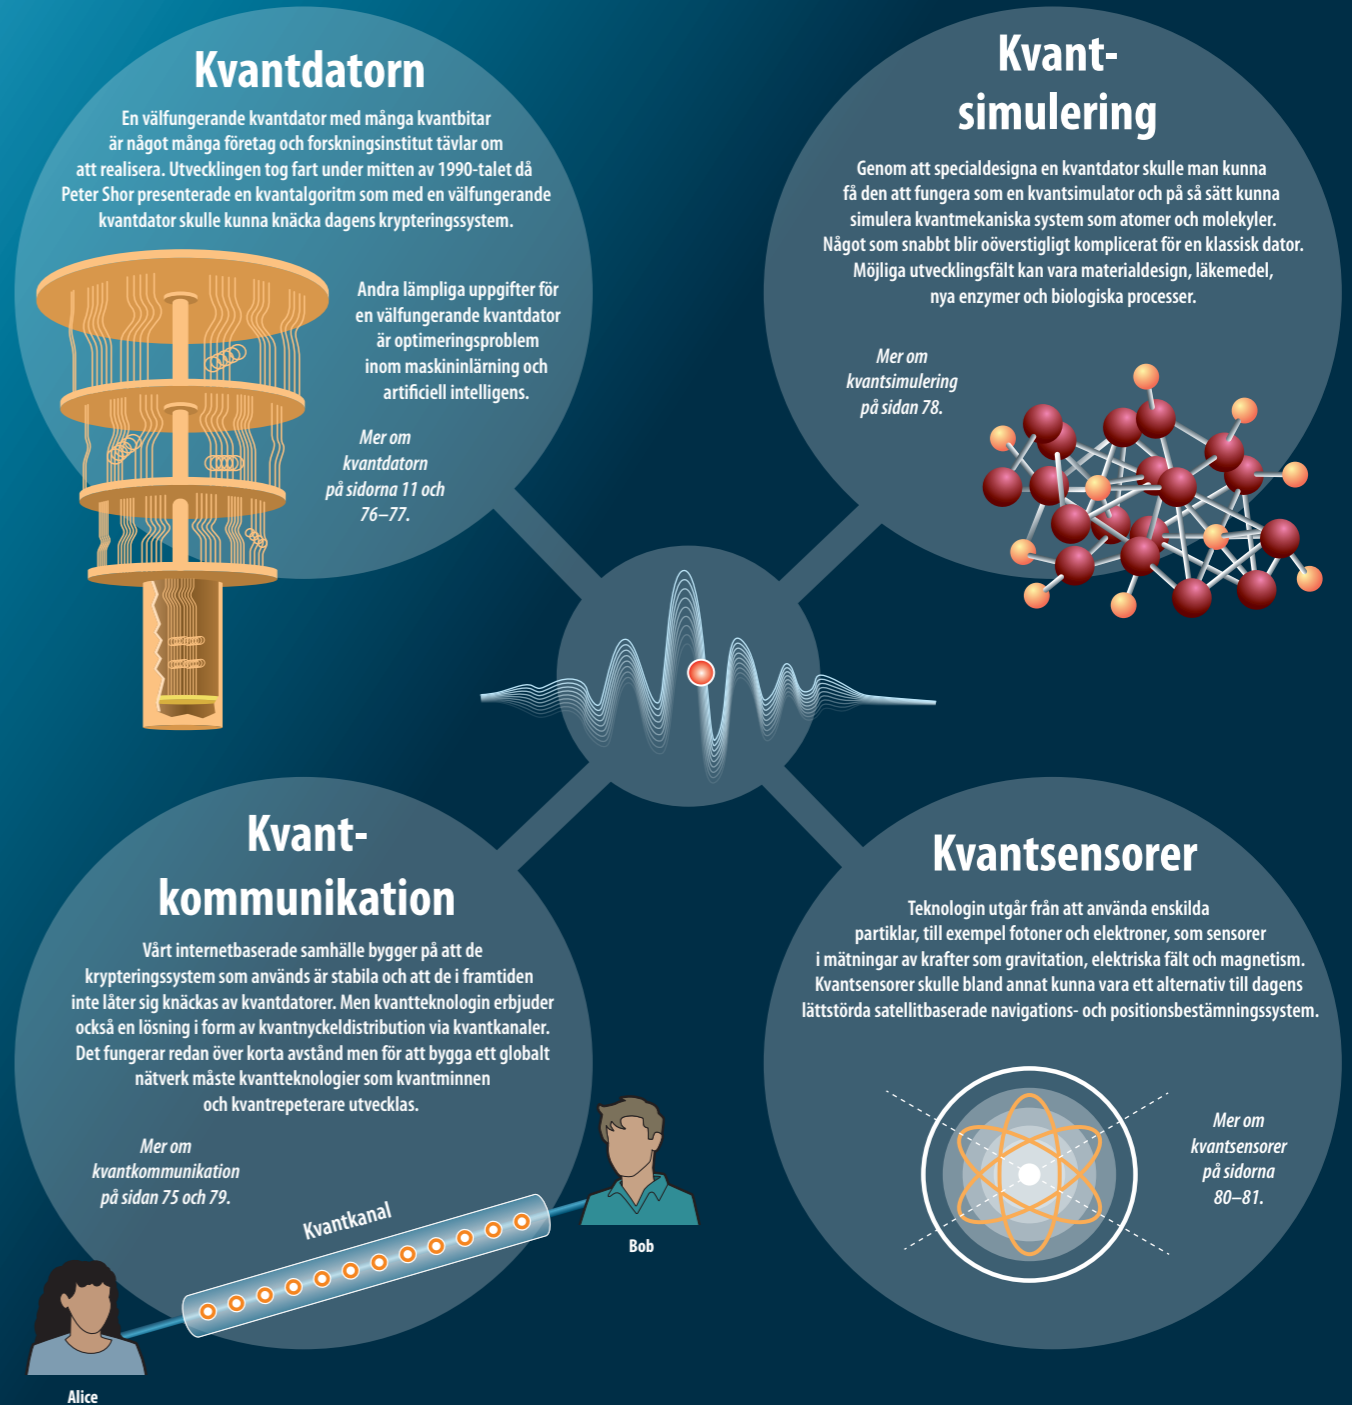 Kvantdatorn
En välfungerande kvantdator med många kvantbitar
är något många företag och forskningsinstitut tävlar om
att realisera. Utvecklingen tog fart under mitten av 1990-talet då
Peter Shor presenterade en kvantalgoritm som med en välfungerande
kvantdator skulle kunna knäcka dagens krypteringssystem.
Andra lämpliga uppgifter för
en välfungerande kvantdator
är optimeringsproblem
inom maskininlärning och
artificiell intelligens.
Mer om
kvantdatorn
på sidorna 11 och
76–77.
Kvant-
simulering
Genom att specialdesigna en kvantdator skulle man kunna
få den att fungera som en kvantsimulator och på så sätt kunna
simulera kvantmekaniska system som atomer och molekyler.
Något som snabbt blir oöverstigligt komplicerat för en klassisk dator.
Möjliga utvecklingsfält kan vara materialdesign, läkemedel,
nya enzymer och biologiska processer.
Mer om
kvantsimulering
på sidan 78.
Kvant-
kommunikation
Vårt internetbaserade samhälle bygger på att de
krypteringssystem som används är stabila och att de i framtiden
inte låter sig knäckas av kvantdatorer. Men kvantteknologin erbjuder
också en lösning i form av kvantnyckeldistribution via kvantkanaler.
Det fungerar redan över korta avstånd men för att bygga ett globalt
nätverk måste kvantteknologier som kvantminnen
och kvantrepeterare utvecklas.
Mer om
kvantkommunikation
på sidan 75 och 79.
Kvantkanal
Bob
Alice
Kvantsensorer
Teknologin utgår från att använda enskilda
partiklar, till exempel fotoner och elektroner, som sensorer
i mätningar av krafter som gravitation, elektriska fält och magnetism.
Kvantsensorer skulle bland annat kunna vara ett alternativ till dagens
lättstörda satellitbaserade navigations- och positionsbestämningssystem.
Mer om
kvantsensorer
på sidorna
80–81.